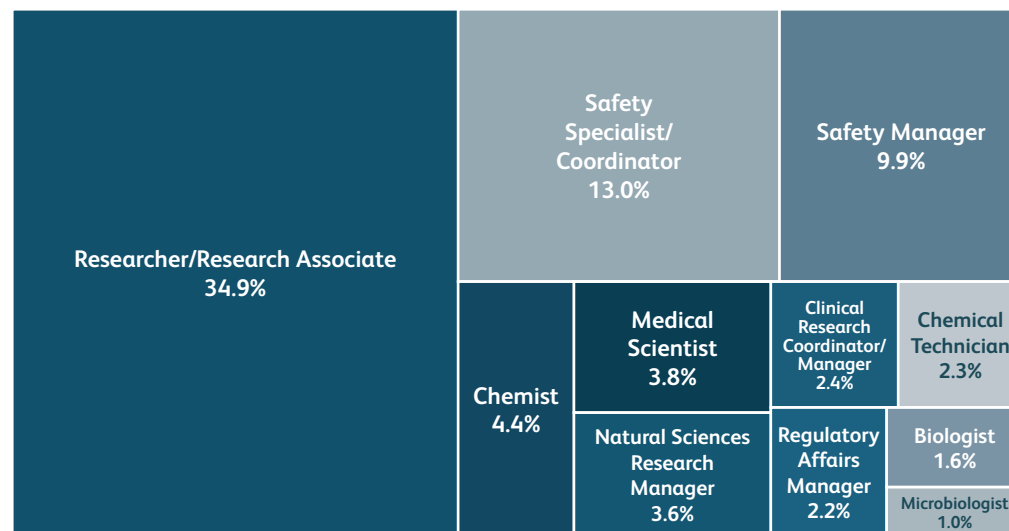 Researcher/Research Associate
34.9%
Safety
Specialist/
Coordinator
13.0%
Safety Manager
9.9%
Chemist
4.4%
Medical
Scientist
3.8%
Natural Sciences
Research
Manager
3.6%
Clinical
Research
Coordinator/
Manager
2.4%
Chemical
Technician
2.3%
Regulatory
Affairs
Manager
2.2%
Biologist
1.6%
Microbiologist
1.0%